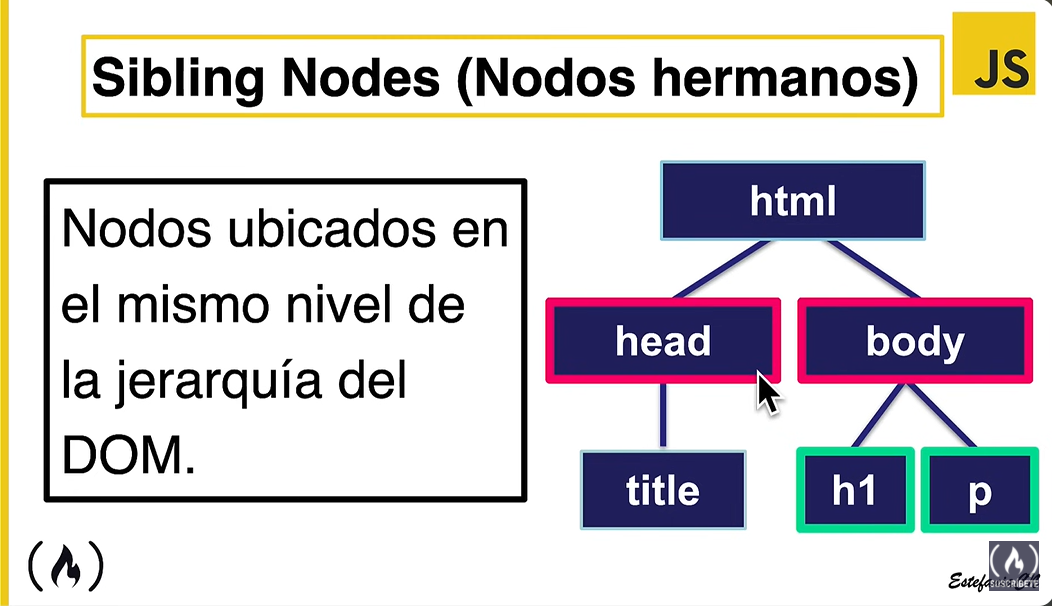 Sibling Nodes (Nodos hermanos)
JS
Nodos ubicados en
el mismo nivel de
la jerarquía del
DOM.
html
head
body
title
h1
p
SUSCRÍBETE